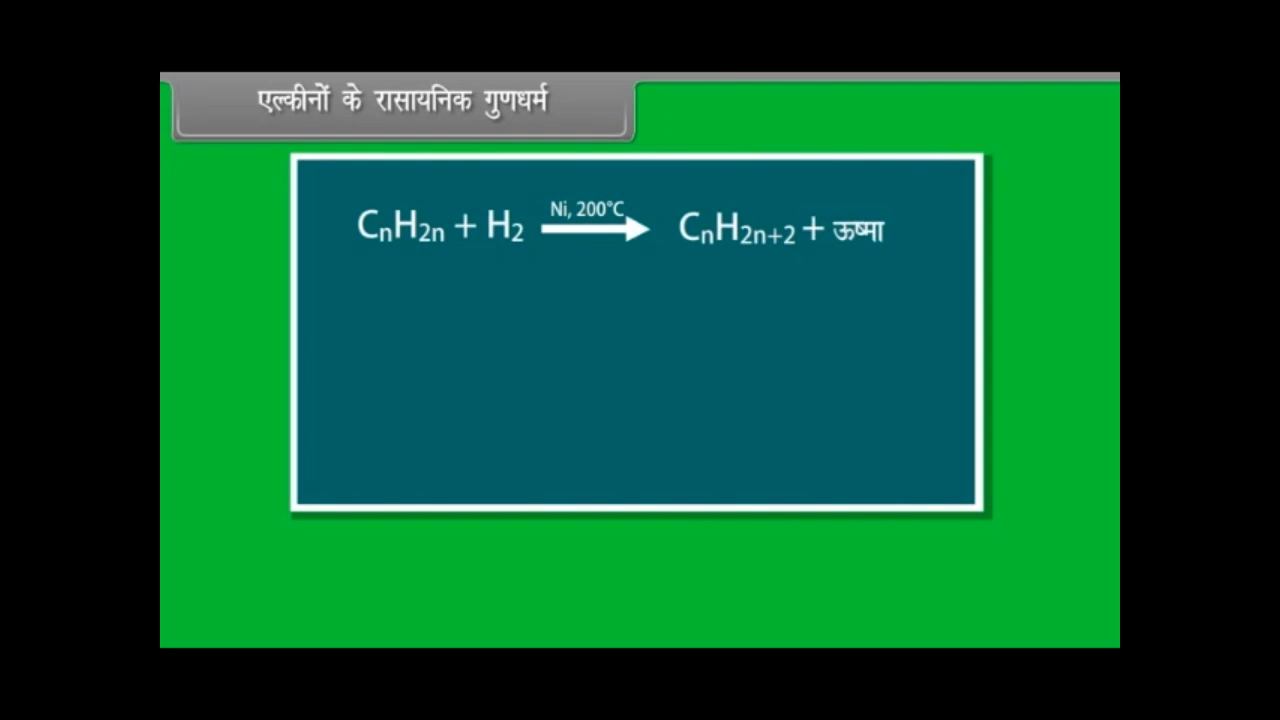 एल्कीनों के रासायनिक गुणधर्म
Ni, 200°C
CnH2n + H2 → CnH2n+2 + ऊष्मा